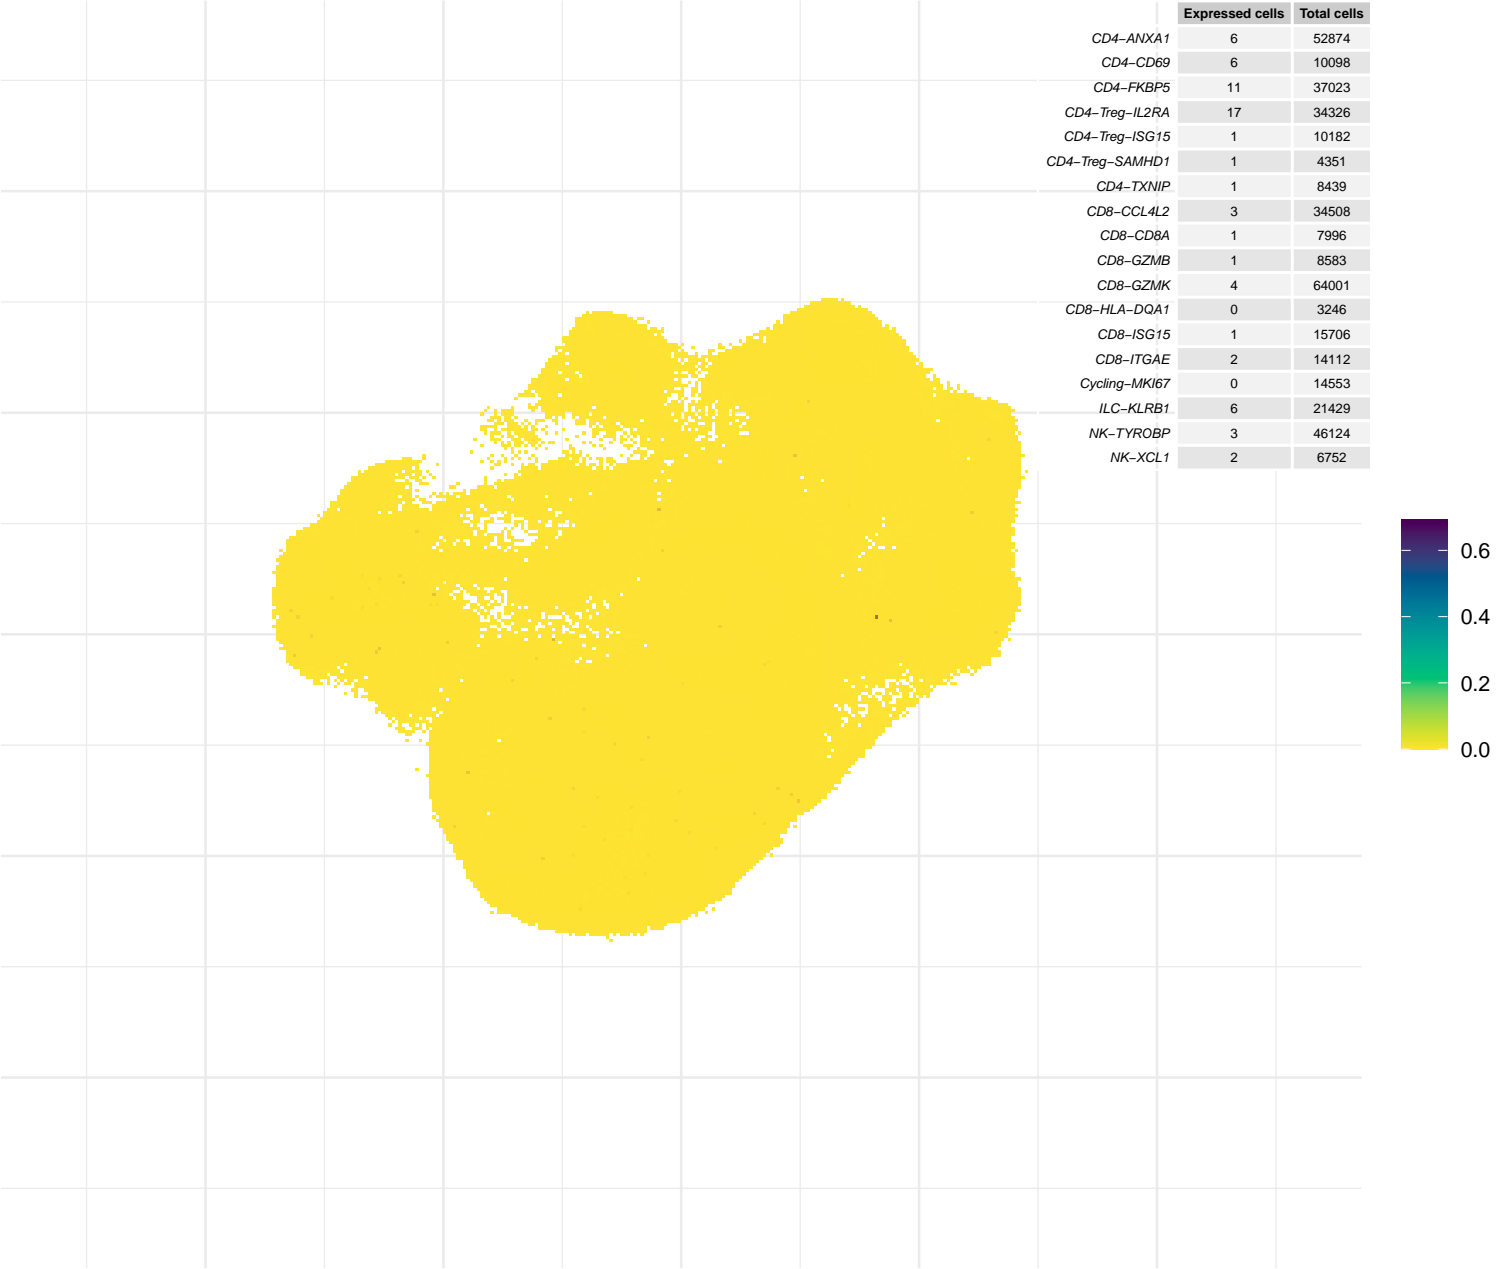 Expressed cells Total cells
CD4−ANXA1 6 52874
CD4−CD69 6 10098
CD4−FKBP5 11 37023
CD4−Treg−IL2RA 17 34326
CD4−Treg−ISG15 1 10182
CD4−Treg−SAMHD1 1 4351
CD4−TXNIP 1 8439
CD8−CCL4L2 3 34508
CD8−CD8A 1 7996
CD8−GZMB 1 8583
CD8−GZMK 4 64001
CD8−HLA−DQA1 0 3246
CD8−ISG15 1 15706
CD8−ITGAE 2 14112
Cycling−MKI67 0 14553
ILC−KLRB1 6 21429
NK−TYROBP 3 46124
NK−XCL1 2 6752
0.6
0.4
0.2
0.0